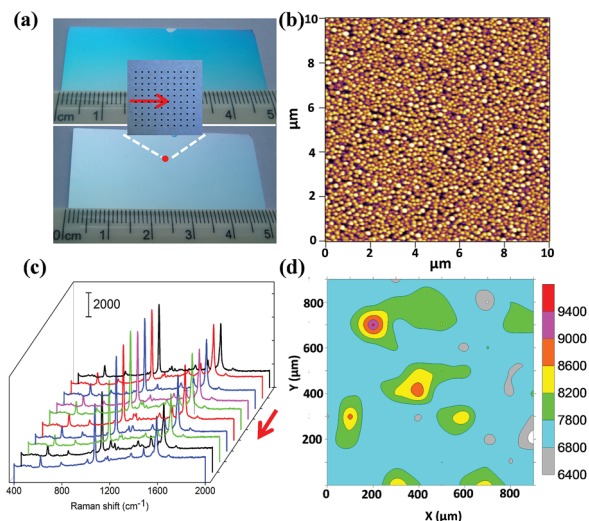 (a)
cm 1 2 3 4 5
0 cm 1 2 3 4 5
(b)
10
8
6
4
2
0
µm
0 2 4 6 8 10
µm
(c)
2000
400 800 1200 1600 2000
Raman shift (cm⁻¹)
(d)
800
600
400
200
Y (µm)
0 200 400 600 800
X (µm)
9400
9000
8600
8200
7800
6800
6400